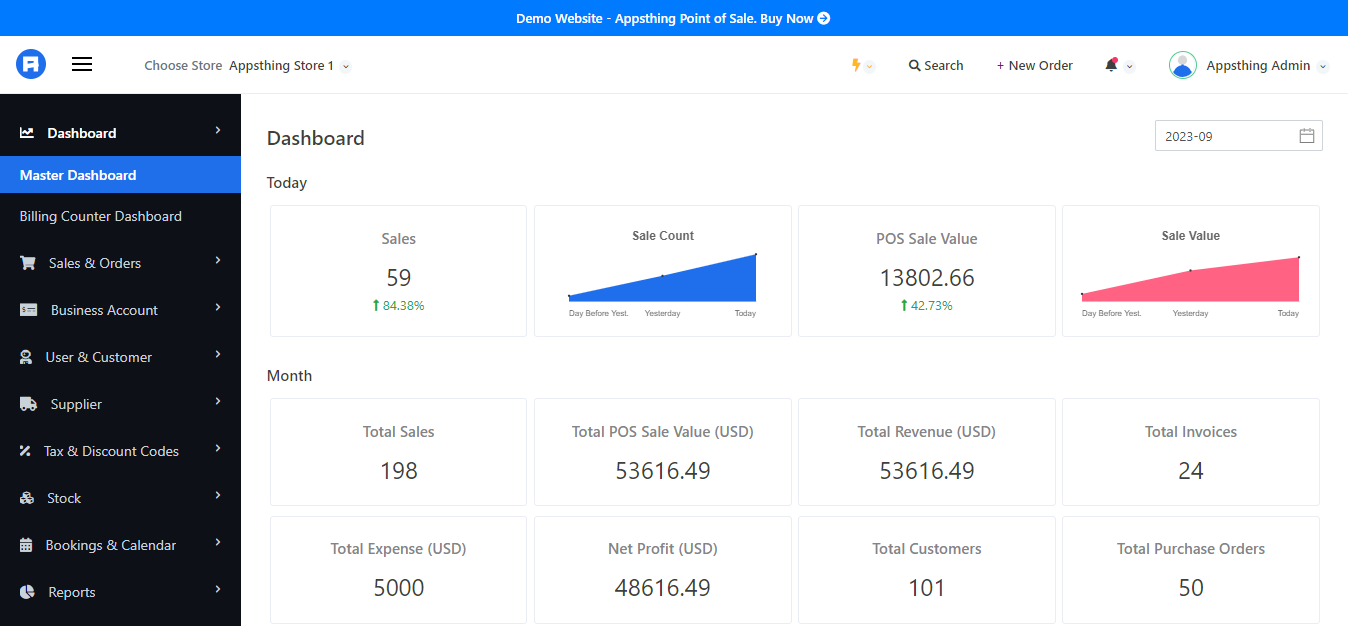 Demo Website - Appsthing Point of Sale. Buy Now
Choose Store Appsthing Store 1
Search
+ New Order
Appsthing Admin
Dashboard
Master Dashboard
Billing Counter Dashboard
Sales & Orders
Business Account
User & Customer
Supplier
Tax & Discount Codes
Stock
Bookings & Calendar
Reports
Dashboard
2023-09
Today
Sales
59
84.38%
Sale Count
Day Before Yest. Yesterday Today
POS Sale Value
13802.66
42.73%
Sale Value
Day Before Yest. Yesterday Today
Month
Total Sales
198
Total POS Sale Value (USD)
53616.49
Total Revenue (USD)
53616.49
Total Invoices
24
Total Expense (USD)
5000
Net Profit (USD)
48616.49
Total Customers
101
Total Purchase Orders
50